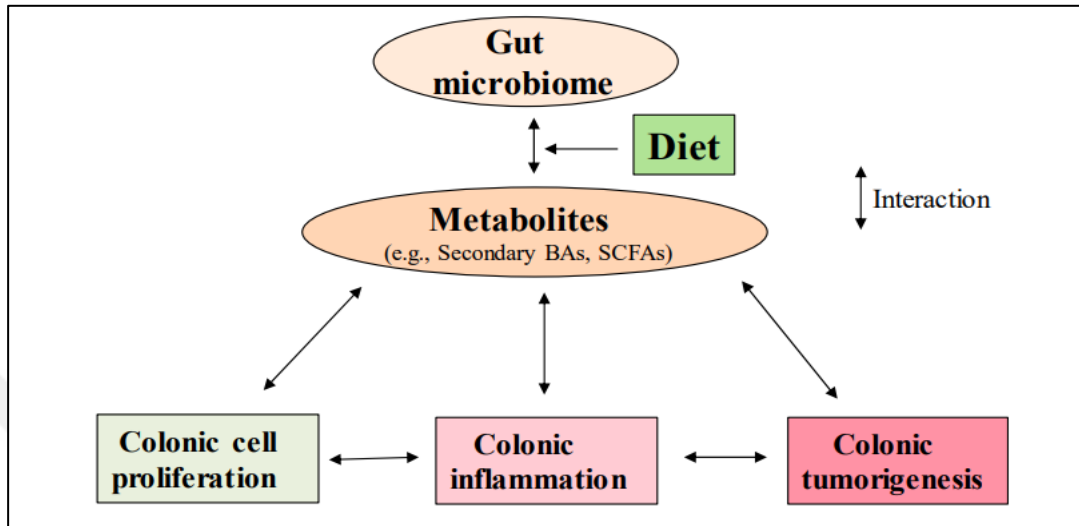 Gut
microbiome
Diet
Interaction
Metabolites
(e.g., Secondary BAs, SCFAs)
Colonic cell
proliferation
Colonic
inflammation
Colonic
tumorigenesis